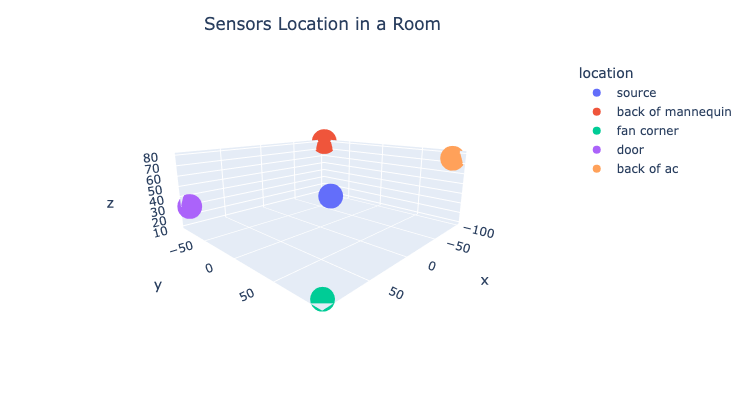 Sensors Location in a Room
location
source
back of mannequin
fan corner
door
back of ac
80
70
60
50
40
30
20
10
z
−50
0
50
y
−100
−50
0
50
x